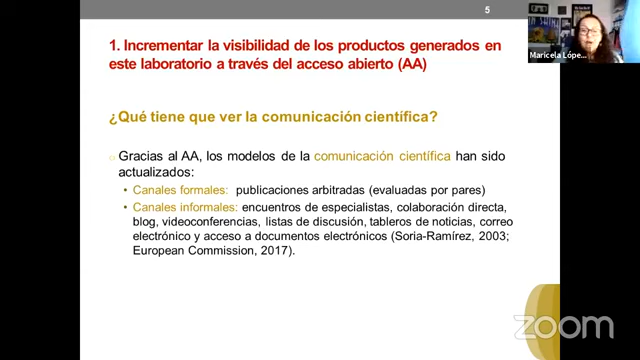 5
1. Incrementar la visibilidad de los productos generados en
este laboratorio a través del acceso abierto (AA)
Maricela Lópe...
¿Qué tiene que ver la comunicación científica?
Gracias al AA, los modelos de la comunicación científica han sido
actualizados:
• Canales formales: publicaciones arbitradas (evaluadas por pares)
• Canales informales: encuentros de especialistas, colaboración directa,
blog, videoconferencias, listas de discusión, tableros de noticias, correo
electrónico y acceso a documentos electrónicos (Soria-Ramírez, 2003;
European Commission, 2017).
zoom